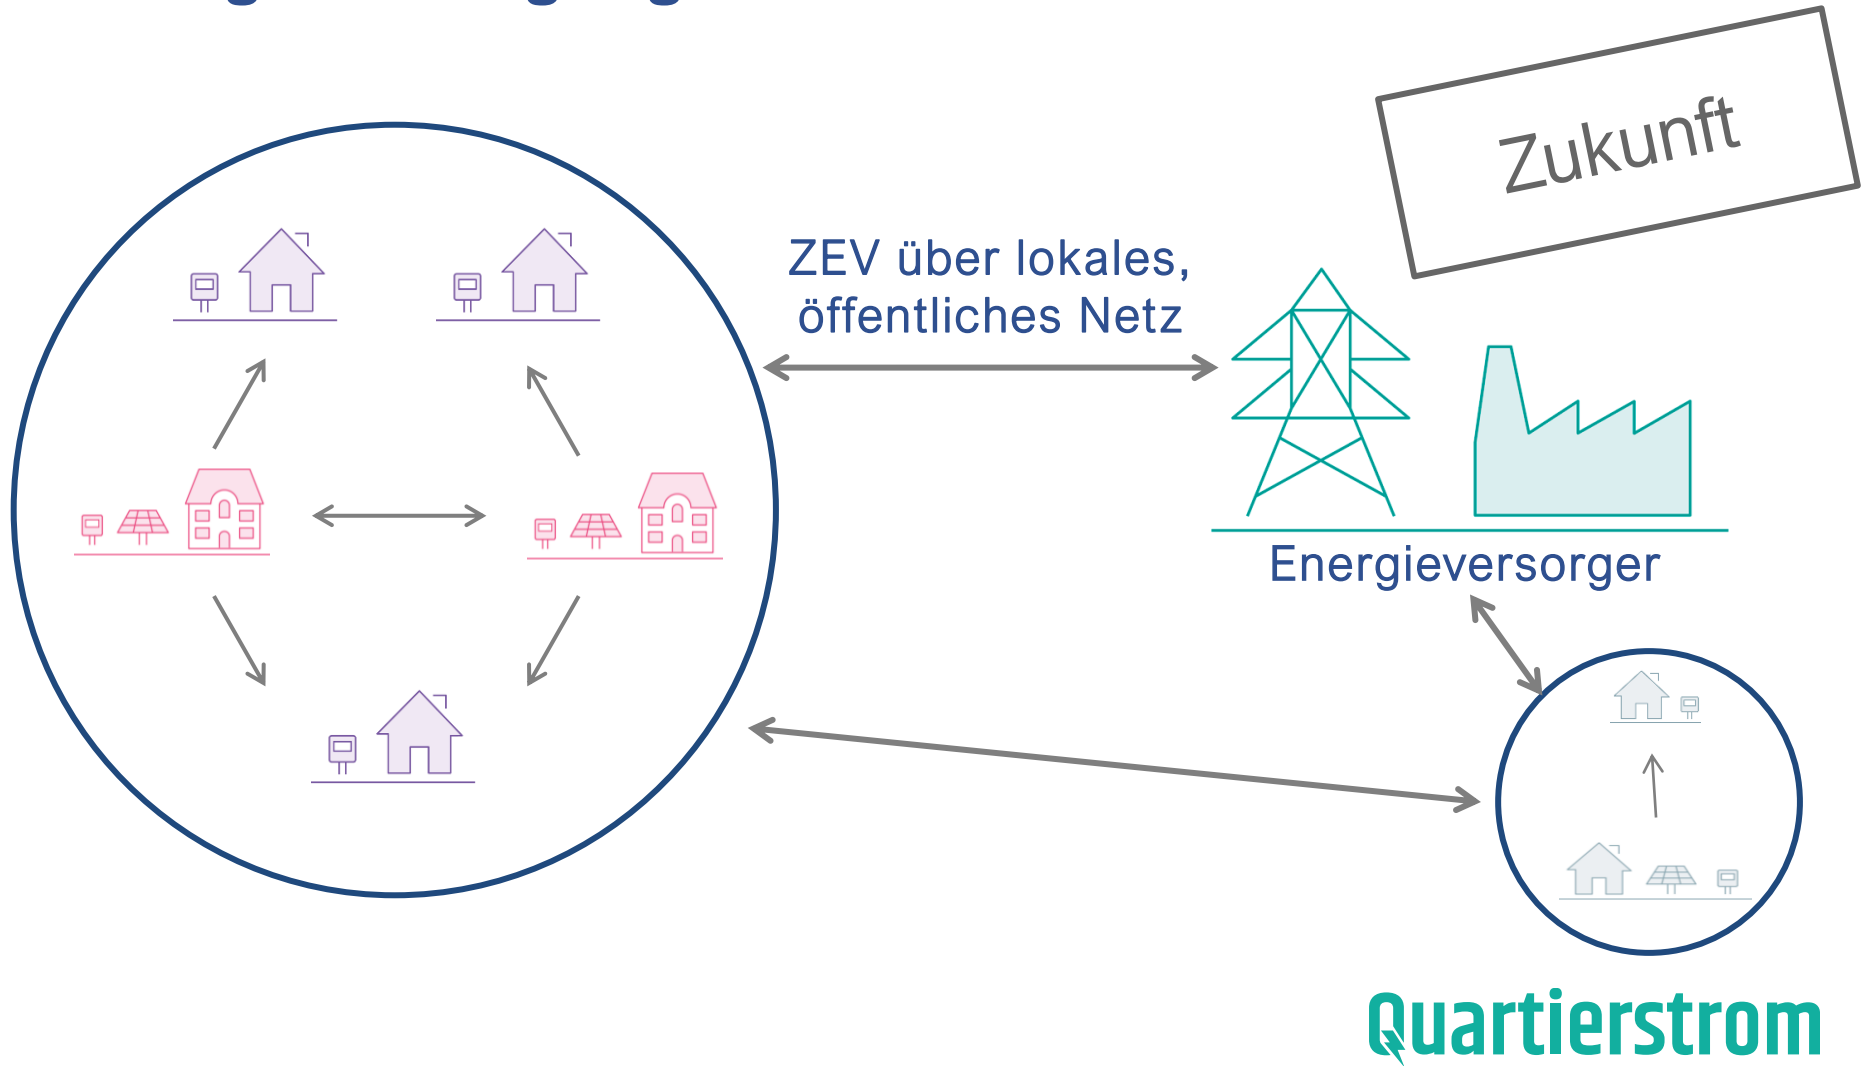 Zukunft
ZEV über lokales,
öffentliches Netz
Energieversorger
Quartierstrom